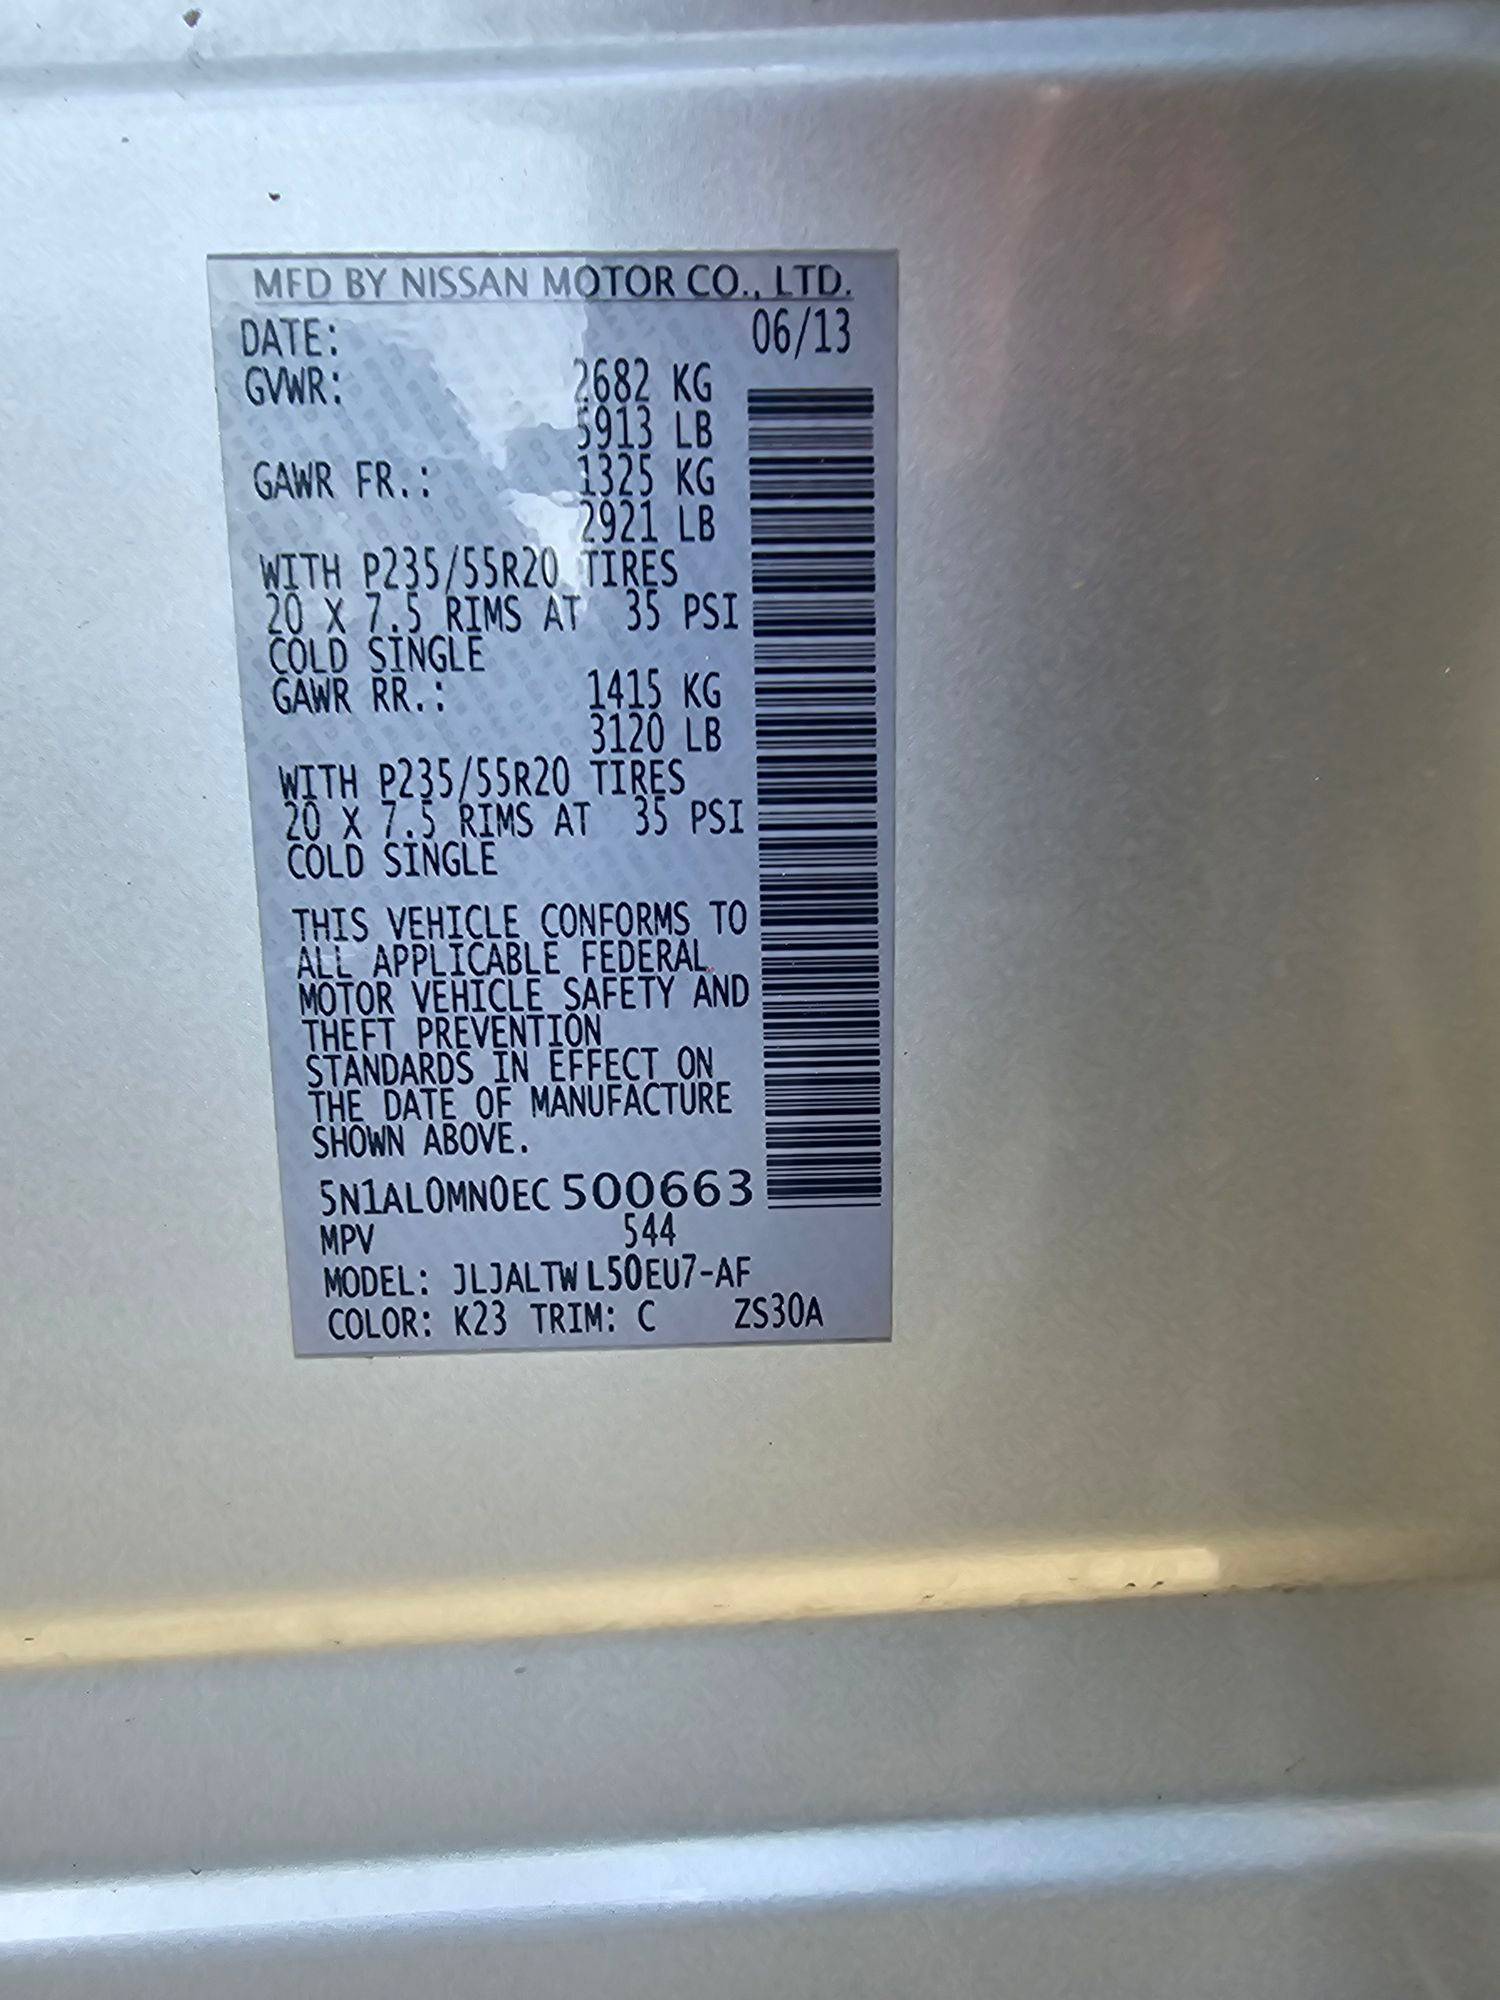 MFD BY NISSAN MOTOR CO., LTD.
DATE: 06/13
GVWR: 2682 KG
5913 LB
GAWR FR.: 1325 KG
2921 LB
WITH P235/55R20 TIRES
20 X 7.5 RIMS AT 35 PSI
COLD SINGLE
GAWR RR.: 1415 KG
3120 LB
WITH P235/55R20 TIRES
20 X 7.5 RIMS AT 35 PSI
COLD SINGLE
THIS VEHICLE CONFORMS TO
ALL APPLICABLE FEDERAL
MOTOR VEHICLE SAFETY AND
THEFT PREVENTION
STANDARDS IN EFFECT ON
THE DATE OF MANUFACTURE
SHOWN ABOVE.
5N1AL0MN0EC500663
MPV 544
MODEL: JLJALTWL50EU7-AF
COLOR: K23 TRIM: C ZS30A